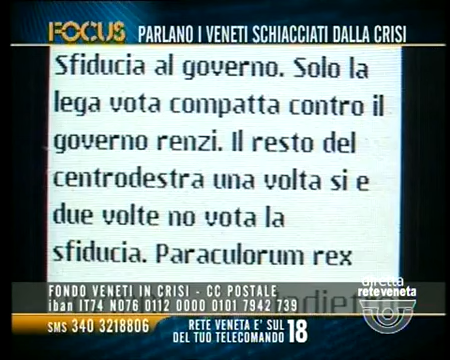 FOCUS PARLANO I VENETI SCHIACCIATI DALLA CRISI
Sfiducia al governo. Solo la
lega vota compatta contro il
governo renzi. Il resto del
centrodestra una volta si e
due volte no vota la
sfiducia. Paraculorum rex
diretta
reteveneta
FONDO VENETI IN CRISI - CC POSTALE
iban IT74 N076 0112 0000 0101 7942 739
SMS 340 3218806
RETE VENETA E' SUL
DEL TUO TELECOMANDO 18